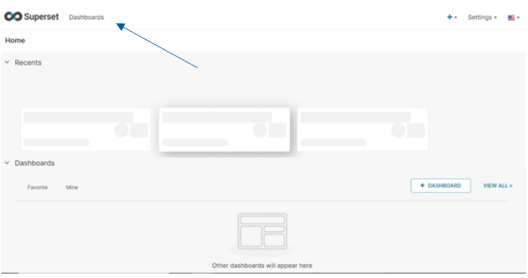 Superset Dashboards + Settings
Home
Recents
Dashboards
Favorite Mine + DASHBOARD VIEW ALL »
Other dashboards will appear here